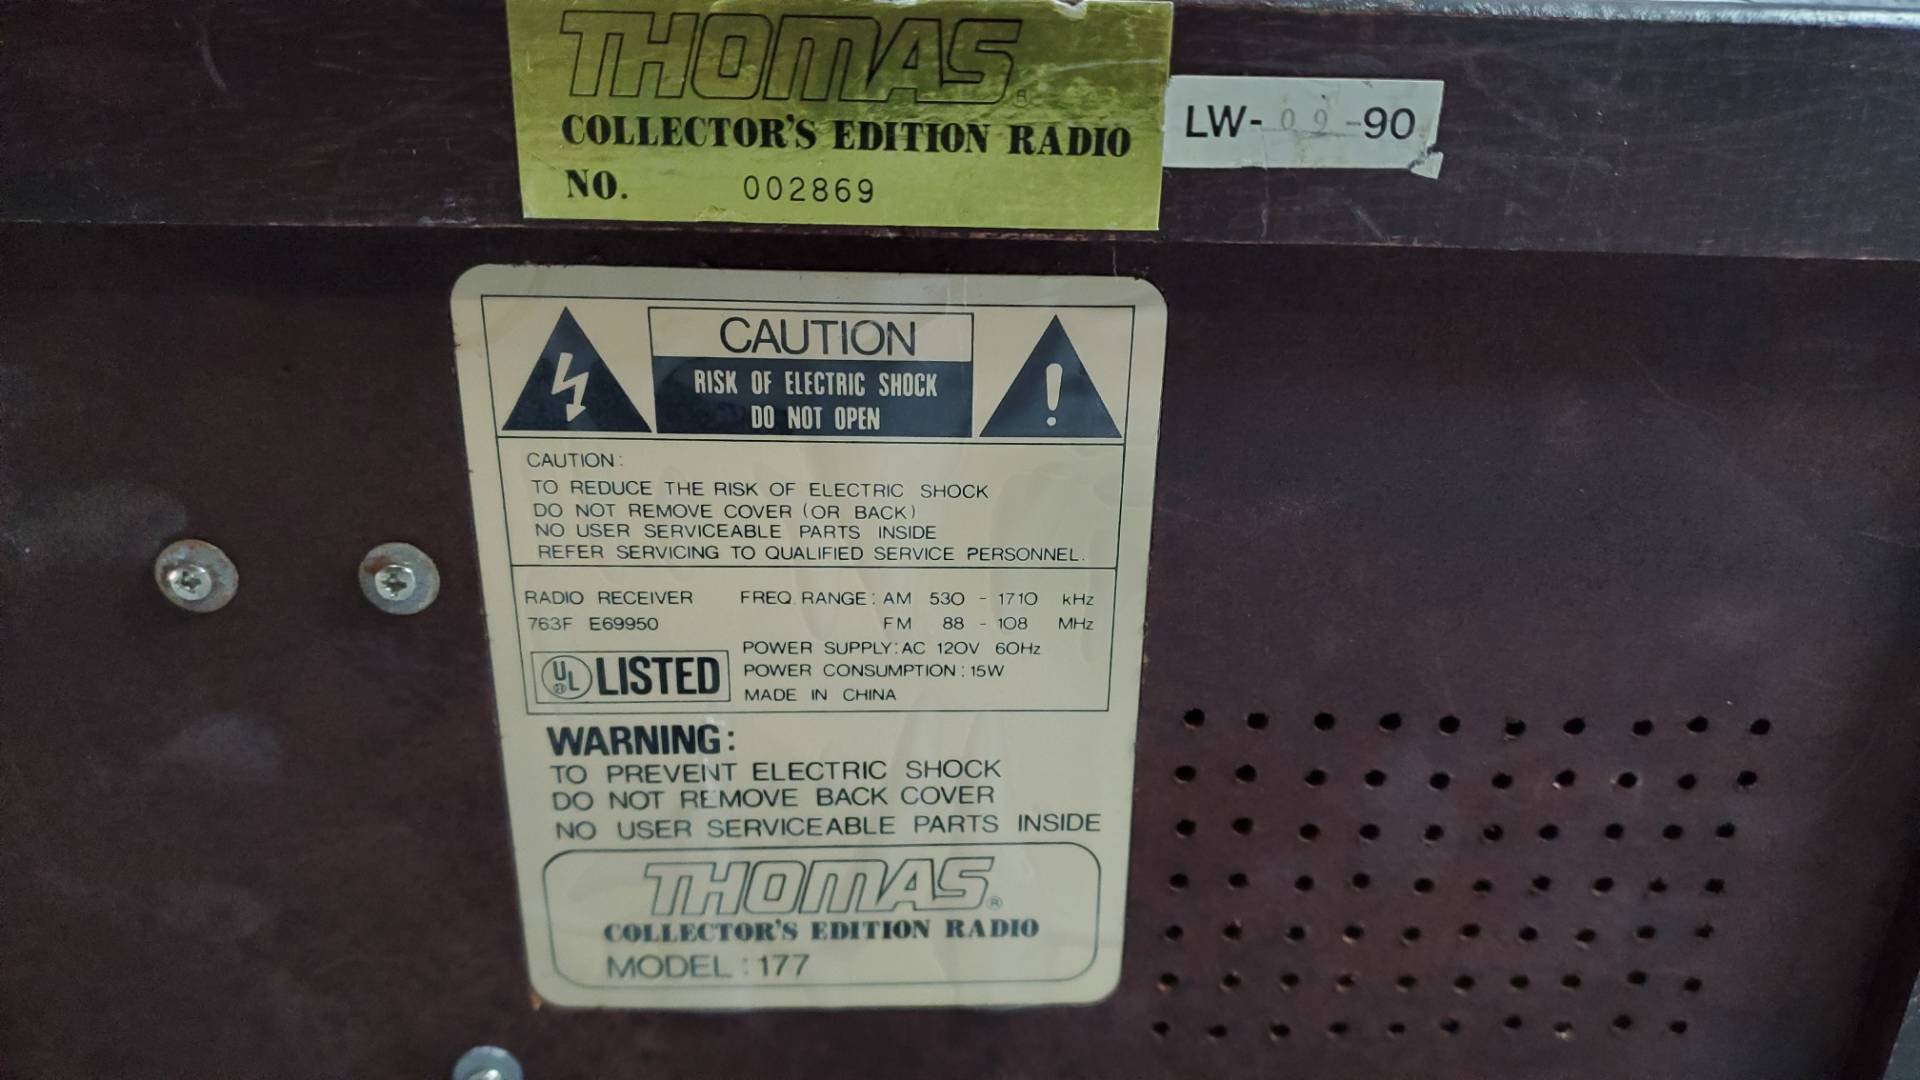 THOMAS®
COLLECTOR'S EDITION RADIO
NO. 002869
LW-09-90
CAUTION
RISK OF ELECTRIC SHOCK
DO NOT OPEN
CAUTION:
TO REDUCE THE RISK OF ELECTRIC SHOCK
DO NOT REMOVE COVER (OR BACK)
NO USER SERVICEABLE PARTS INSIDE
REFER SERVICING TO QUALIFIED SERVICE PERSONNEL.
RADIO RECEIVER FREQ. RANGE: AM 530 - 1710 kHz
763F E69950 FM 88 - 108 MHz
POWER SUPPLY: AC 120V 60Hz
UL® LISTED POWER CONSUMPTION: 15W
MADE IN CHINA
WARNING:
TO PREVENT ELECTRIC SHOCK
DO NOT REMOVE BACK COVER
NO USER SERVICEABLE PARTS INSIDE
THOMAS®
COLLECTOR'S EDITION RADIO
MODEL: 177